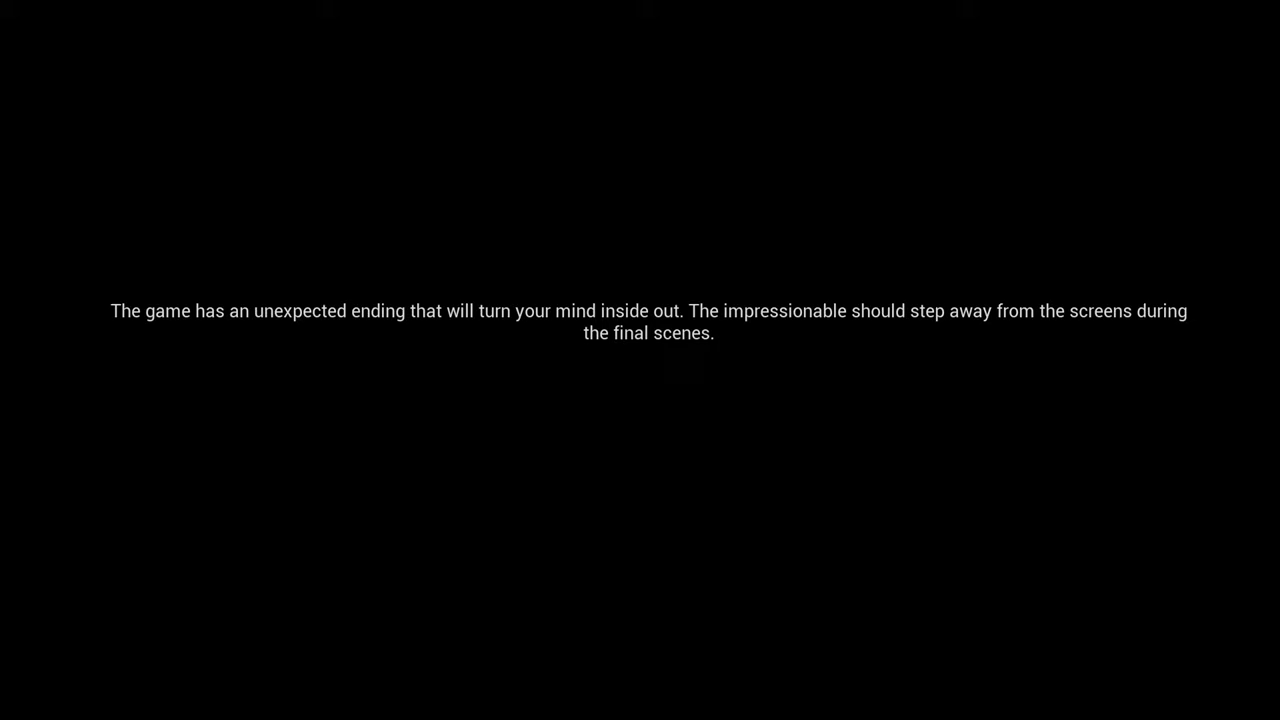 The game has an unexpected ending that will turn your mind inside out. The impressionable should step away from the screens during
the final scenes.